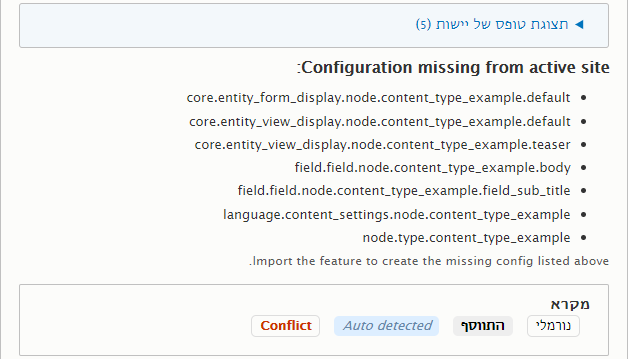 ◄ תצוגת טופס של יישות (5)
Configuration missing from active site:
• core.entity_form_display.node.content_type_example.default
• core.entity_view_display.node.content_type_example.default
• core.entity_view_display.node.content_type_example.teaser
• field.field.node.content_type_example.body
• field.field.node.content_type_example.field_sub_title
• language.content_settings.node.content_type_example
• node.type.content_type_example
Import the feature to create the missing config listed above.
מקרא
נורמלי התווסף Auto detected Conflict